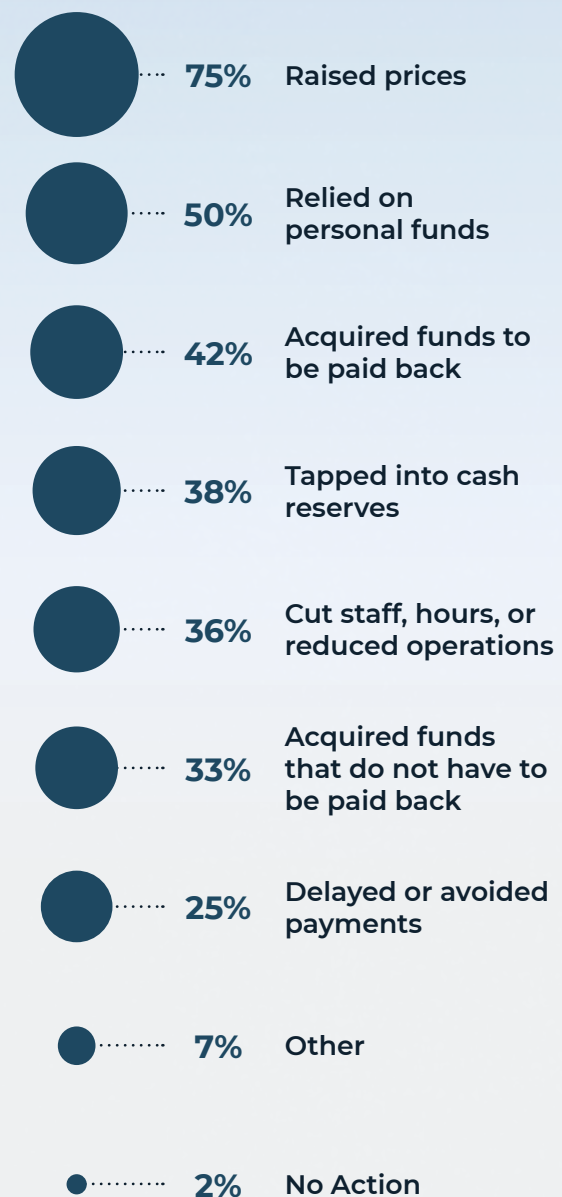 75% Raised prices
50% Relied on
personal funds
42% Acquired funds to
be paid back
38% Tapped into cash
reserves
36% Cut staff, hours, or
reduced operations
33% Acquired funds
that do not have to
be paid back
25% Delayed or avoided
payments
7% Other
2% No Action